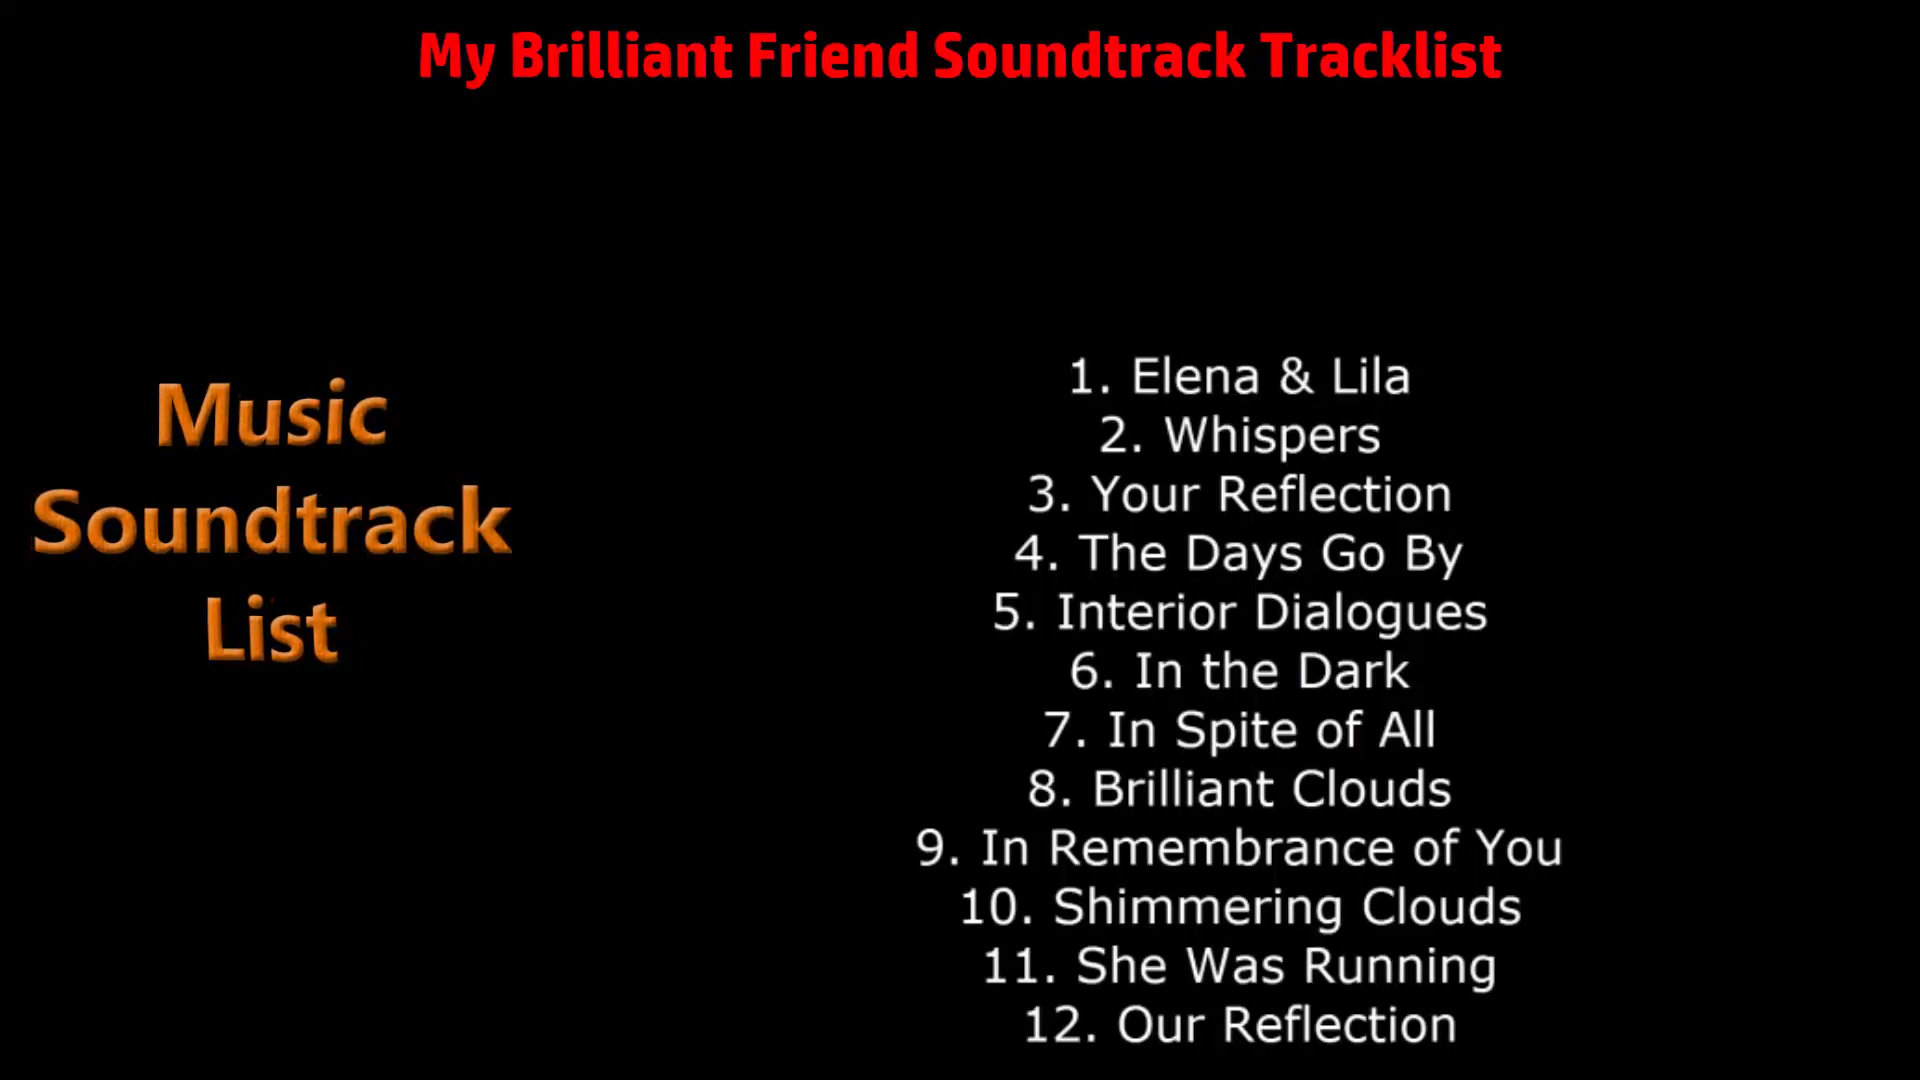 My Brilliant Friend Soundtrack Tracklist
Music
Soundtrack
List
1. Elena & Lila
2. Whispers
3. Your Reflection
4. The Days Go By
5. Interior Dialogues
6. In the Dark
7. In Spite of All
8. Brilliant Clouds
9. In Remembrance of You
10. Shimmering Clouds
11. She Was Running
12. Our Reflection